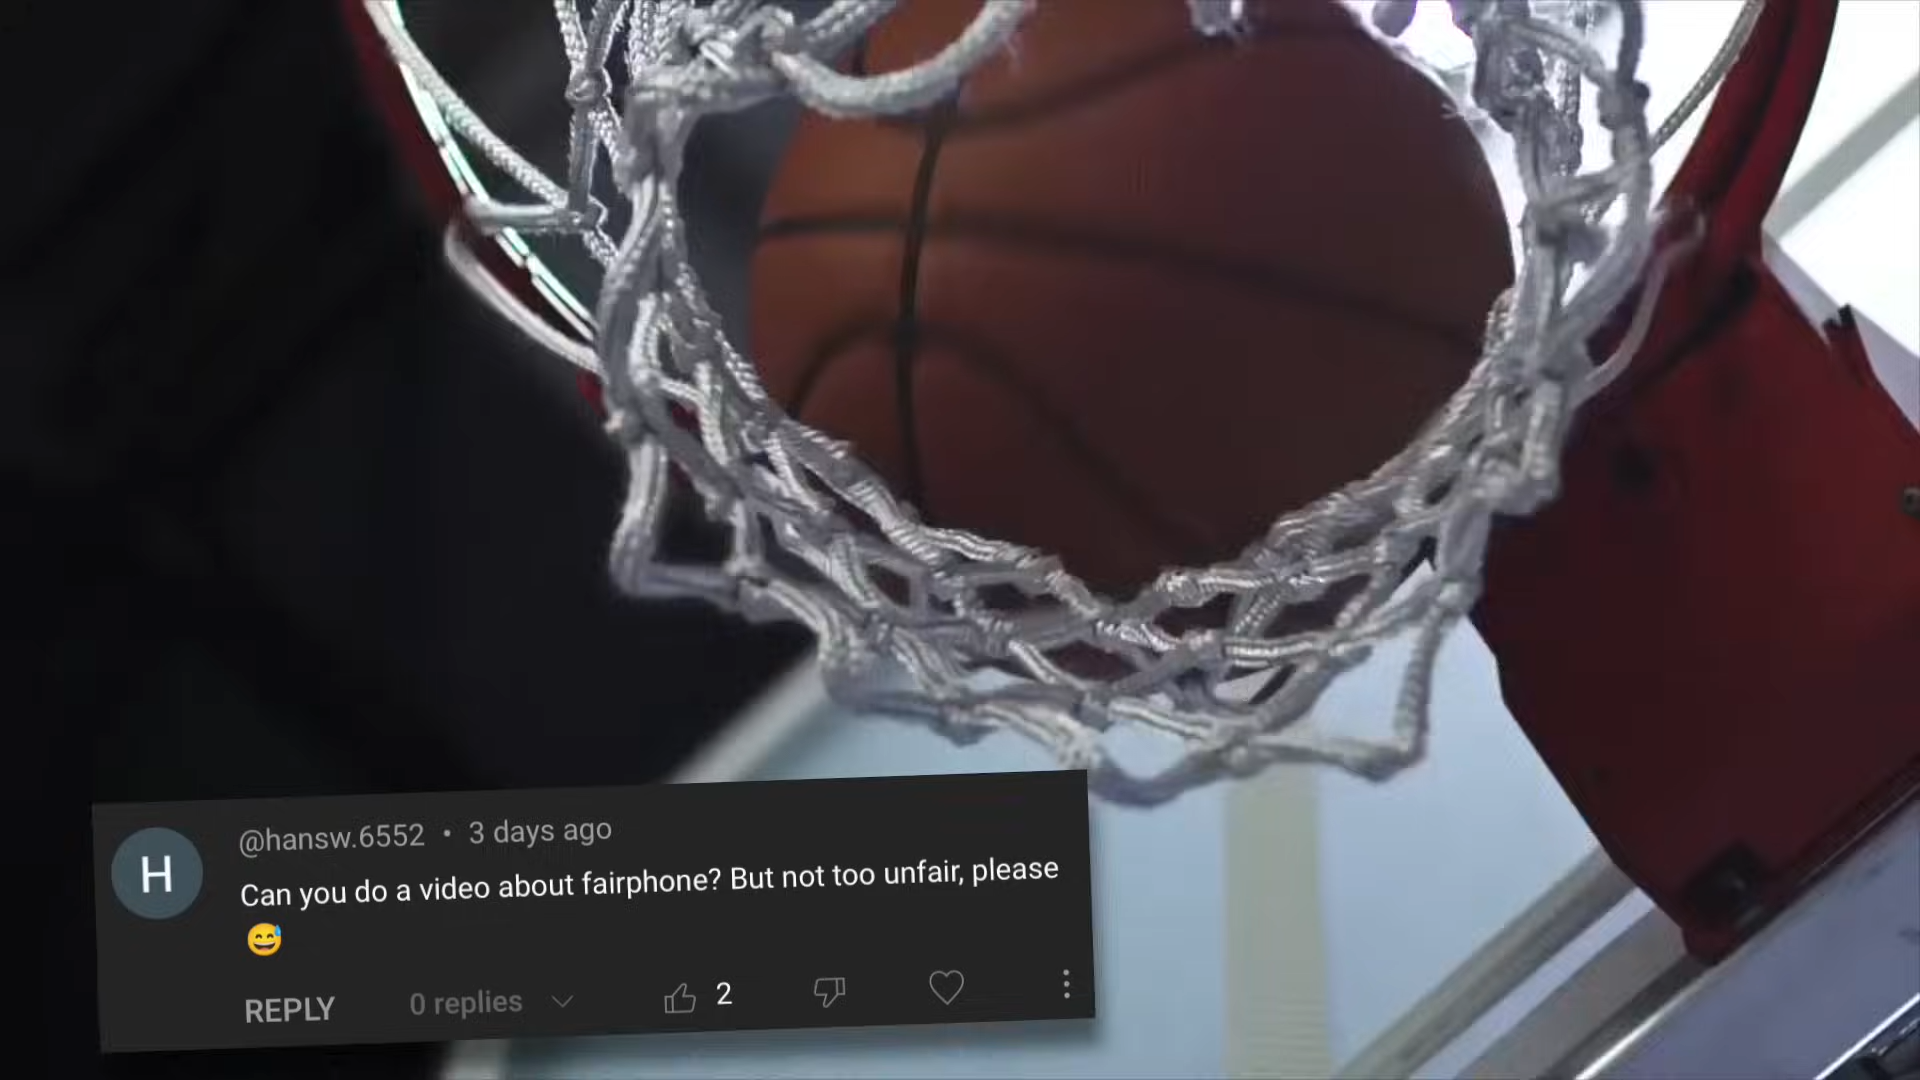 H
@hansw.6552 • 3 days ago
Can you do a video about fairphone? But not too unfair, please
😅
REPLY 0 replies 2